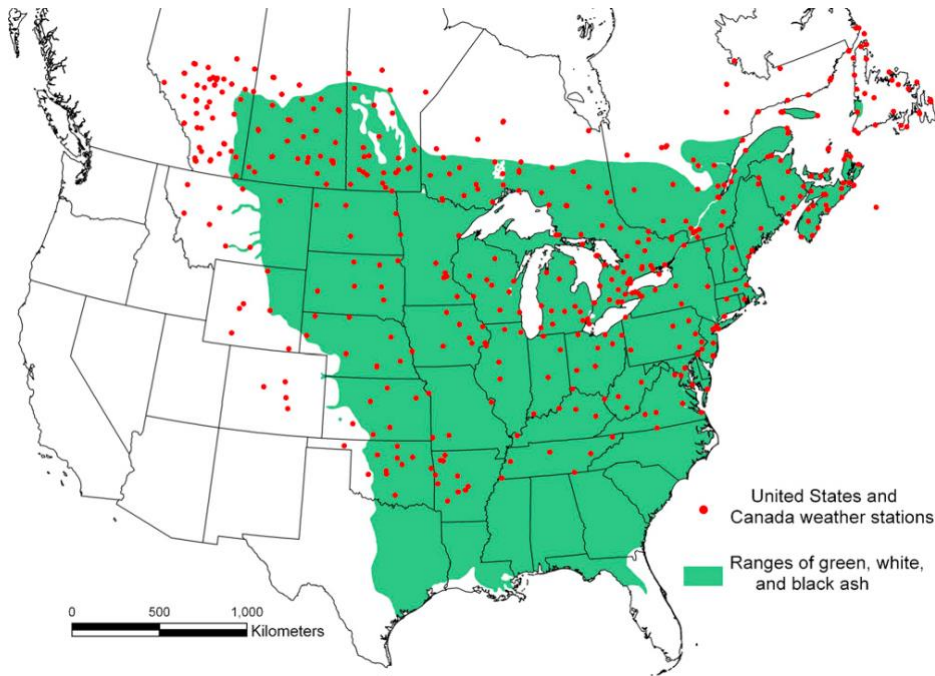 United States and
Canada weather stations
Ranges of green, white,
and black ash
0 500 1,000
Kilometers